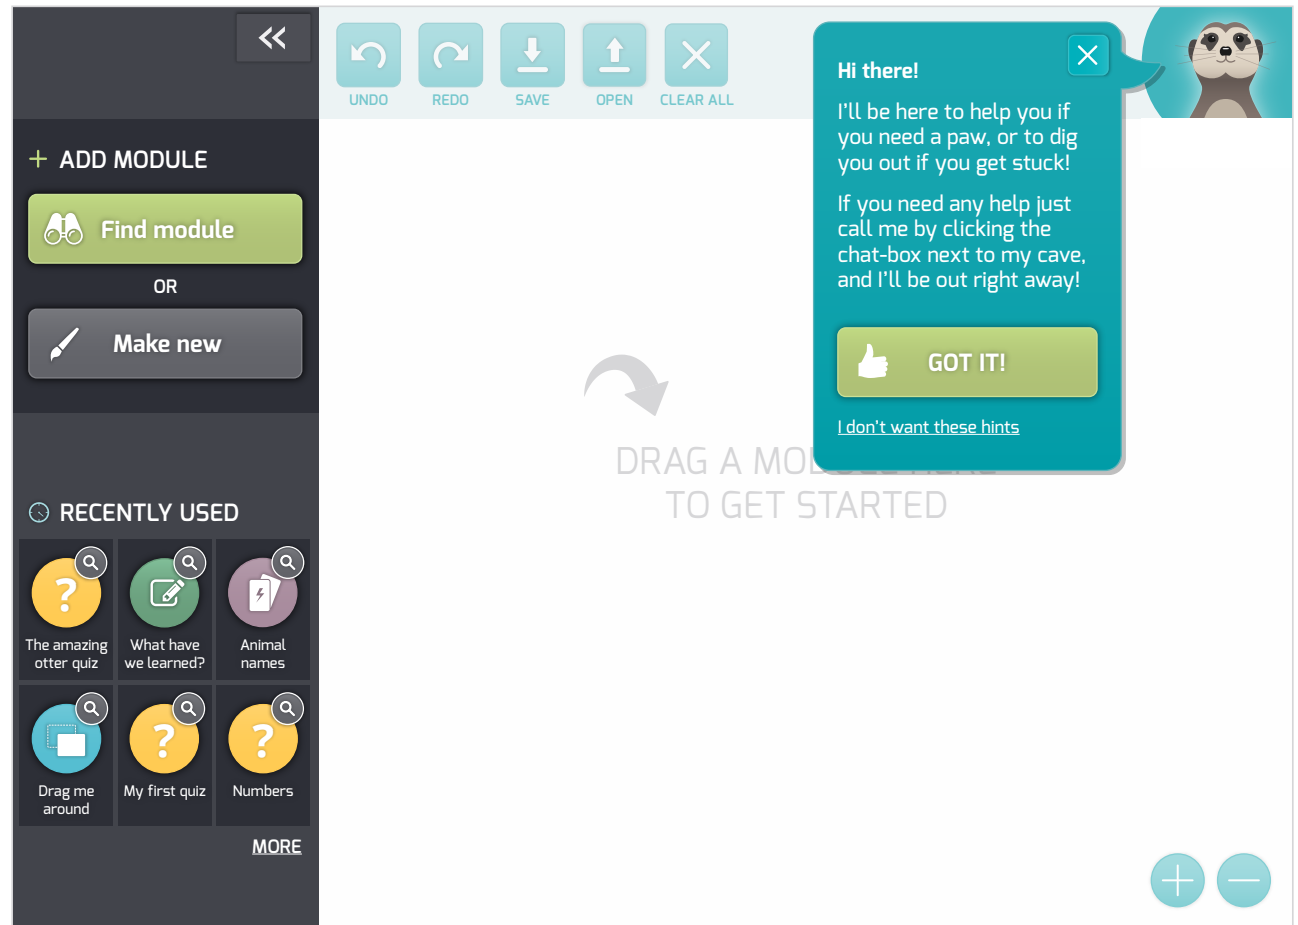 UNDO
REDO
SAVE
OPEN
CLEAR ALL
Hi there!
I'll be here to help you if
you need a paw, or to dig
you out if you get stuck!
If you need any help just
call me by clicking the
chat-box next to my cave,
and I'll be out right away!
GOT IT!
I don't want these hints
+ ADD MODULE
Find module
OR
Make new
DRAG A
TO GET STARTED
RECENTLY USED
The amazing
otter quiz
What have
we learned?
Animal
names
Drag me
around
My first quiz
Numbers
MORE